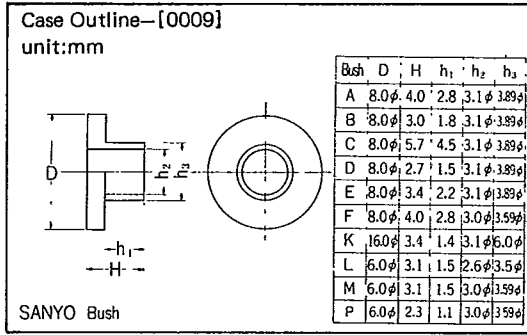 Case Outline—[0009]
unit:mm
Bush D H h₁ h₂ h₃
A 8.0φ 4.0 2.8 3.1φ 3.89φ
B 8.0φ 3.0 1.8 3.1φ 3.89φ
C 8.0φ 5.7 4.5 3.1φ 3.89φ
D 8.0φ 2.7 1.5 3.1φ 3.89φ
E 8.0φ 3.4 2.2 3.1φ 3.89φ
F 8.0φ 4.0 2.8 3.0φ 3.59φ
K 16.0φ 3.4 1.4 3.1φ 6.0φ
L 6.0φ 3.1 1.5 2.6φ 3.5φ
M 6.0φ 3.1 1.5 3.0φ 3.59φ
P 6.0φ 2.3 1.1 3.0φ 3.59φ
D
h₂
h₃
h₁
H
SANYO Bush